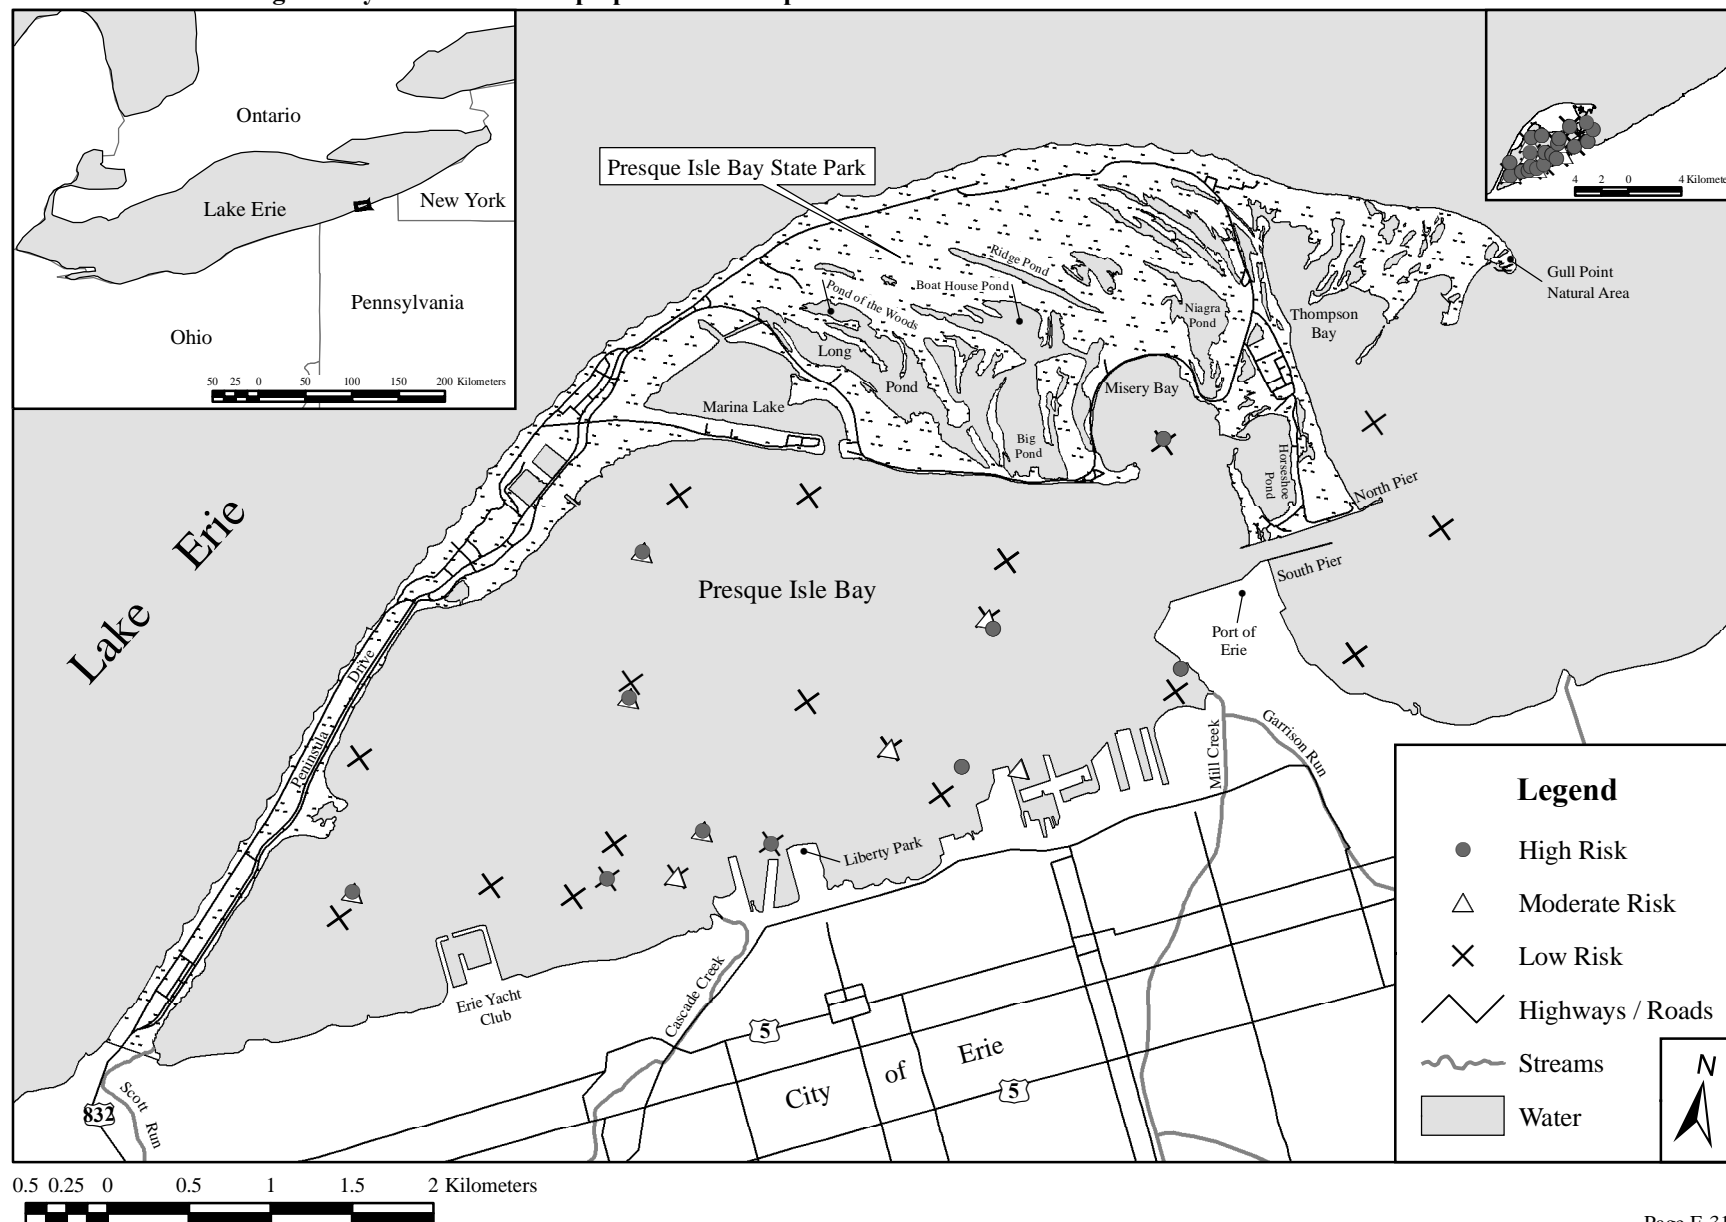 Ontario
Lake Erie
New York
Pennsylvania
Ohio
50 25 0 50 100 150 200 Kilometers
4 2 0 4
Presque Isle Bay State Park
Ridge Pond
Boat House Pond
Pond of the Woods
Long
Pond
Niagra
Pond
Thompson
Bay
Gull Point
Natural Area
Marina Lake
Misery Bay
Big
Pond
Horseshoe
Pond
North Pier
South Pier
Lake Erie
Presque Isle Bay
Port of
Erie
Peninsula Drive
Mill Creek
Garrison Run
Liberty Park
Erie Yacht
Club
Cascade Creek
Scott Run
832
5
5
City of Erie
Legend
High Risk
Moderate Risk
Low Risk
Highways / Roads
Streams
Water
N
0.5 0.25 0 0.5 1 1.5 2 Kilometers